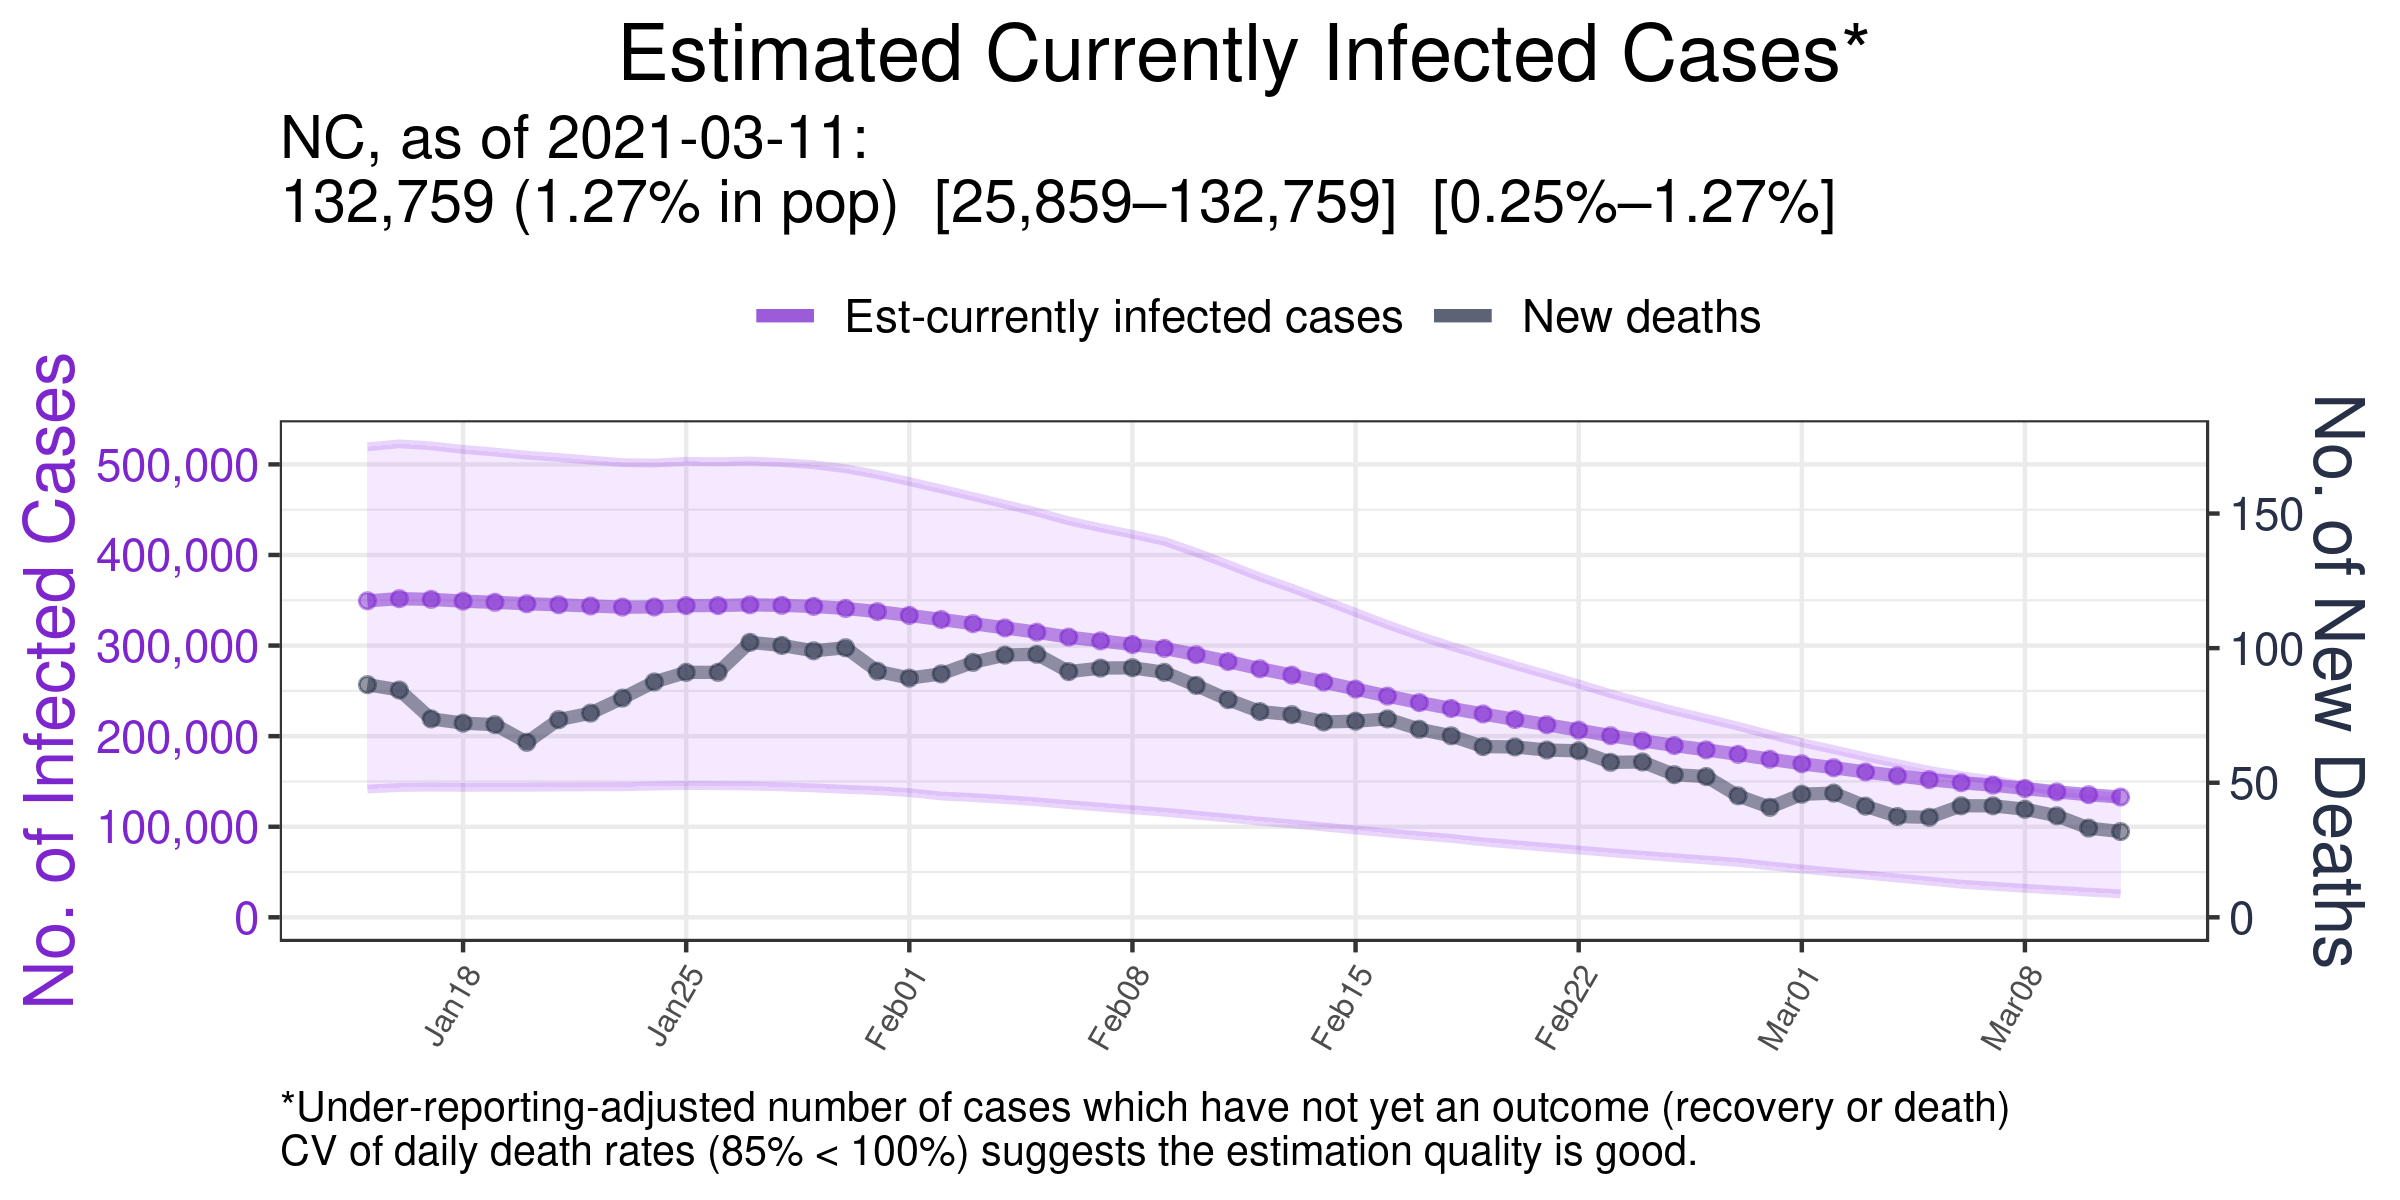 Estimated Currently Infected Cases*
NC, as of 2021-03-11:
132,759 (1.27% in pop)  [25,859–132,759]  [0.25%–1.27%]
Est-currently infected cases
New deaths
No. of Infected Cases
500,000
400,000
300,000
200,000
100,000
0
150
100
50
0
No. of New Deaths
Jan18
Jan25
Feb01
Feb08
Feb15
Feb22
Mar01
Mar08
*Under-reporting-adjusted number of cases which have not yet an outcome (recovery or death)
CV of daily death rates (85% < 100%) suggests the estimation quality is good.